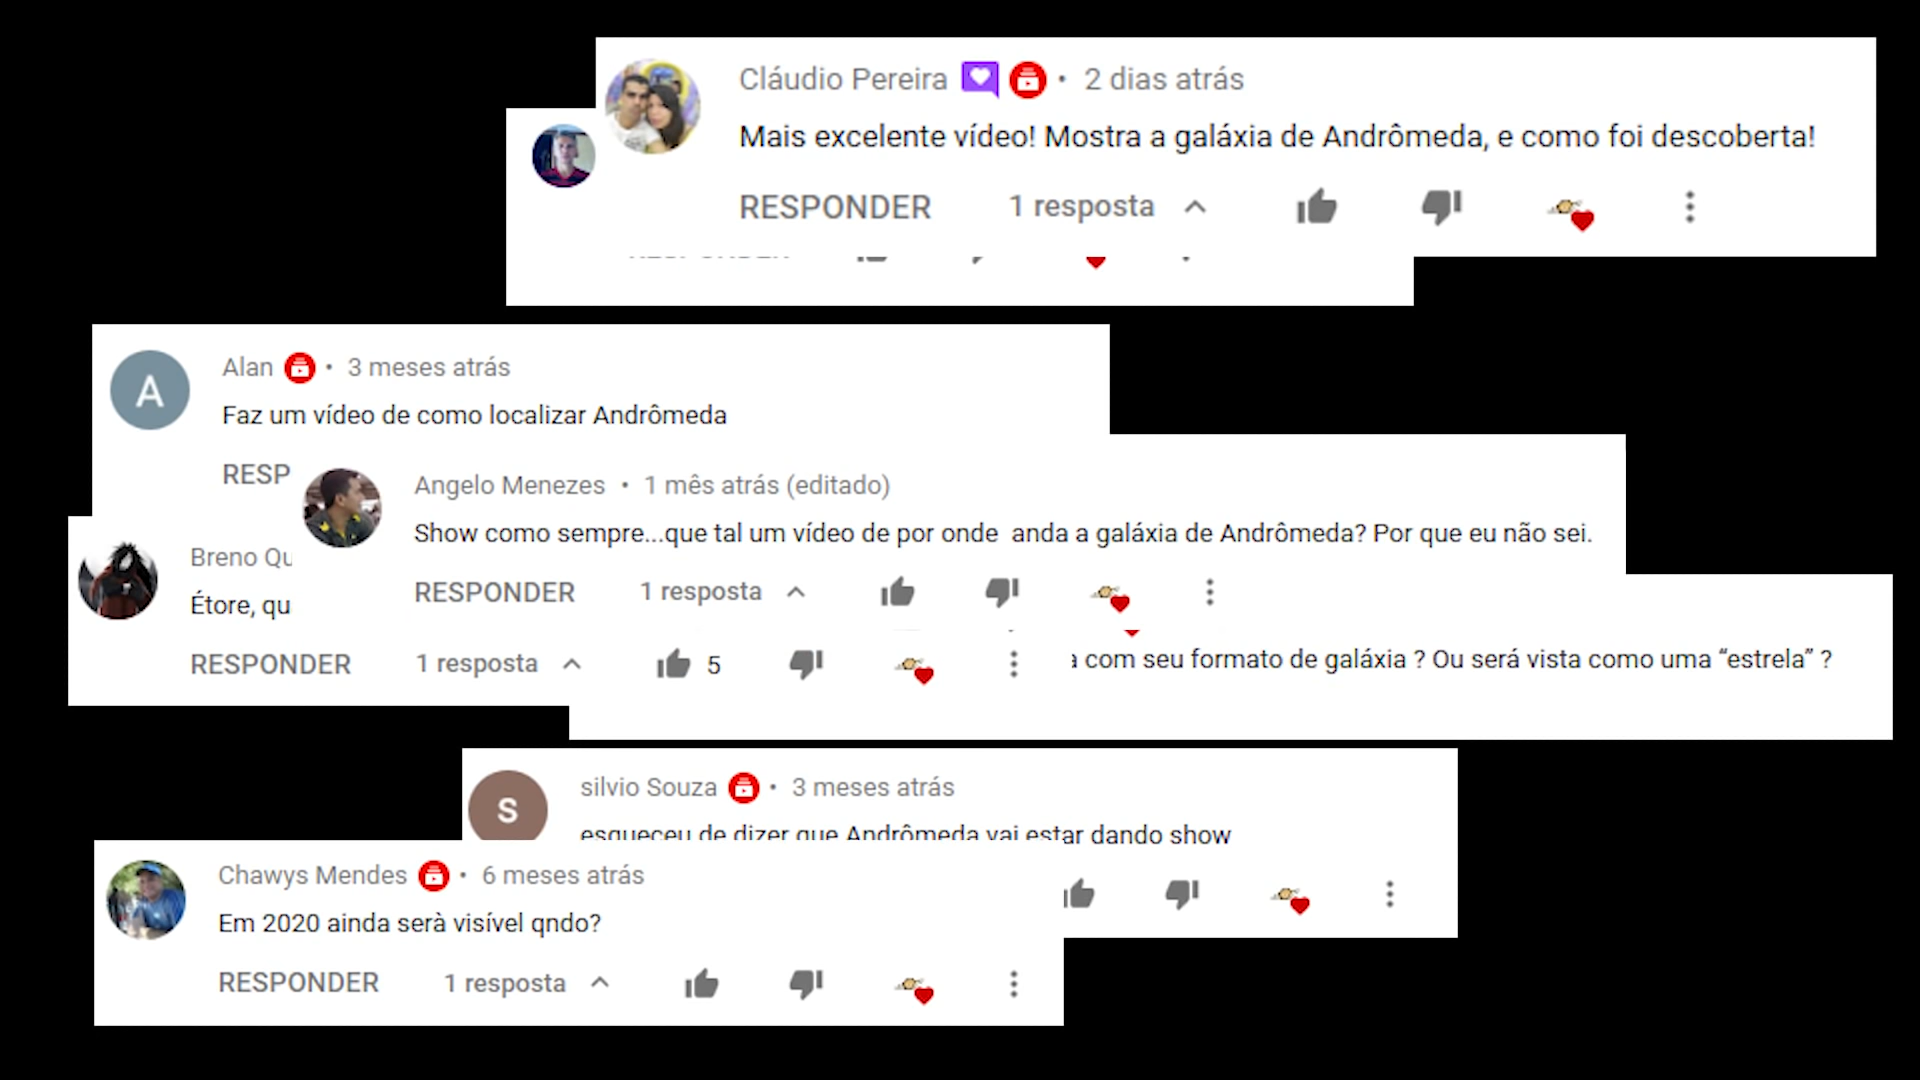 Cláudio Pereira • 2 dias atrás
Mais excelente vídeo! Mostra a galáxia de Andrômeda, e como foi descoberta!
RESPONDER 1 resposta
Alan • 3 meses atrás
Faz um vídeo de como localizar Andrômeda
RESP
Angelo Menezes • 1 mês atrás (editado)
Show como sempre...que tal um vídeo de por onde anda a galáxia de Andrômeda? Por que eu não sei.
RESPONDER 1 resposta
Breno Qu
Étore, qu
RESPONDER 1 resposta 5
com seu formato de galáxia ? Ou será vista como uma “estrela” ?
S
silvio Souza • 3 meses atrás
esqueceu de dizer que Andrômeda vai estar dando show
Chawys Mendes • 6 meses atrás
Em 2020 ainda serà visível qndo?
RESPONDER 1 resposta
A